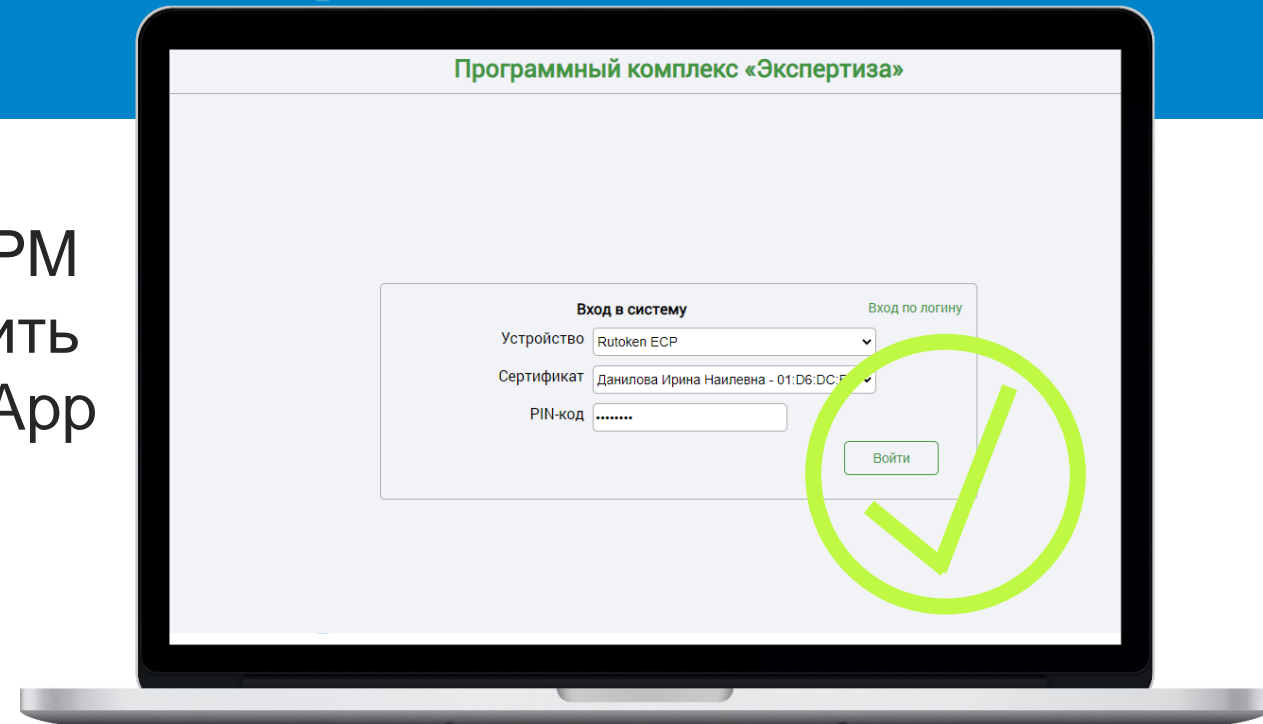 Программный комплекс «Экспертиза»
РМ
ить
App
Вход в систему Вход по логину
Устройство Rutoken ECP
Сертификат Данилова Ирина Наилевна - 01:D6:DC:
PIN-код ••••••••
Войти